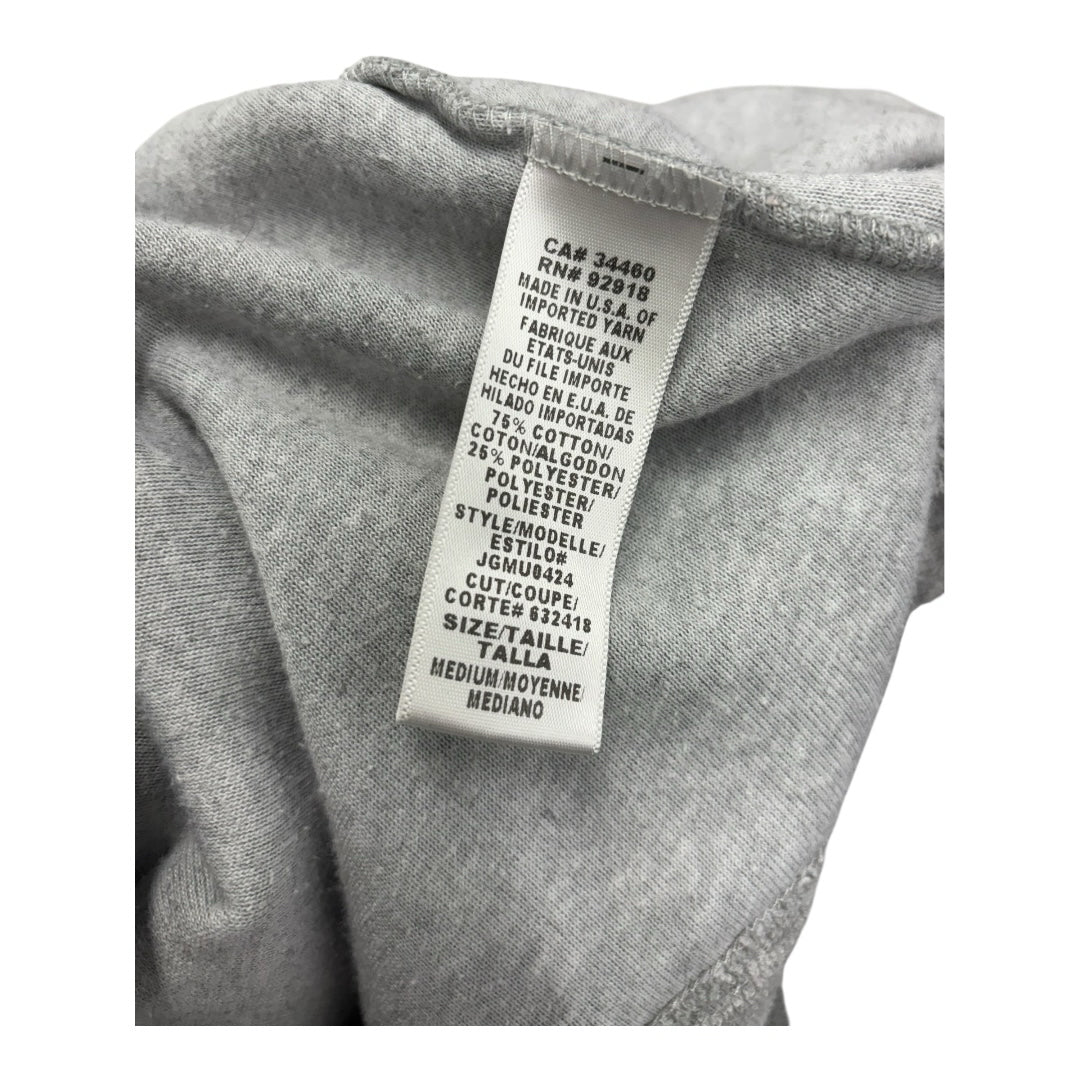 CA# 34460
RN# 92918
MADE IN U.S.A. OF
IMPORTED YARN
FABRIQUE AUX
ETATS-UNIS
DU FILE IMPORTE
HECHO EN E.U.A. DE
HILADO IMPORTADAS
75% COTTON/
COTON/ALGODON
25% POLYESTER/
POLYESTER/
POLIESTER
STYLE/MODELLE/
ESTILO#
JGMU0424
CUT/COUPE/
CORTE# 632418
SIZE/TAILLE/
TALLA
MEDIUM/MOYENNE/
MEDIANO